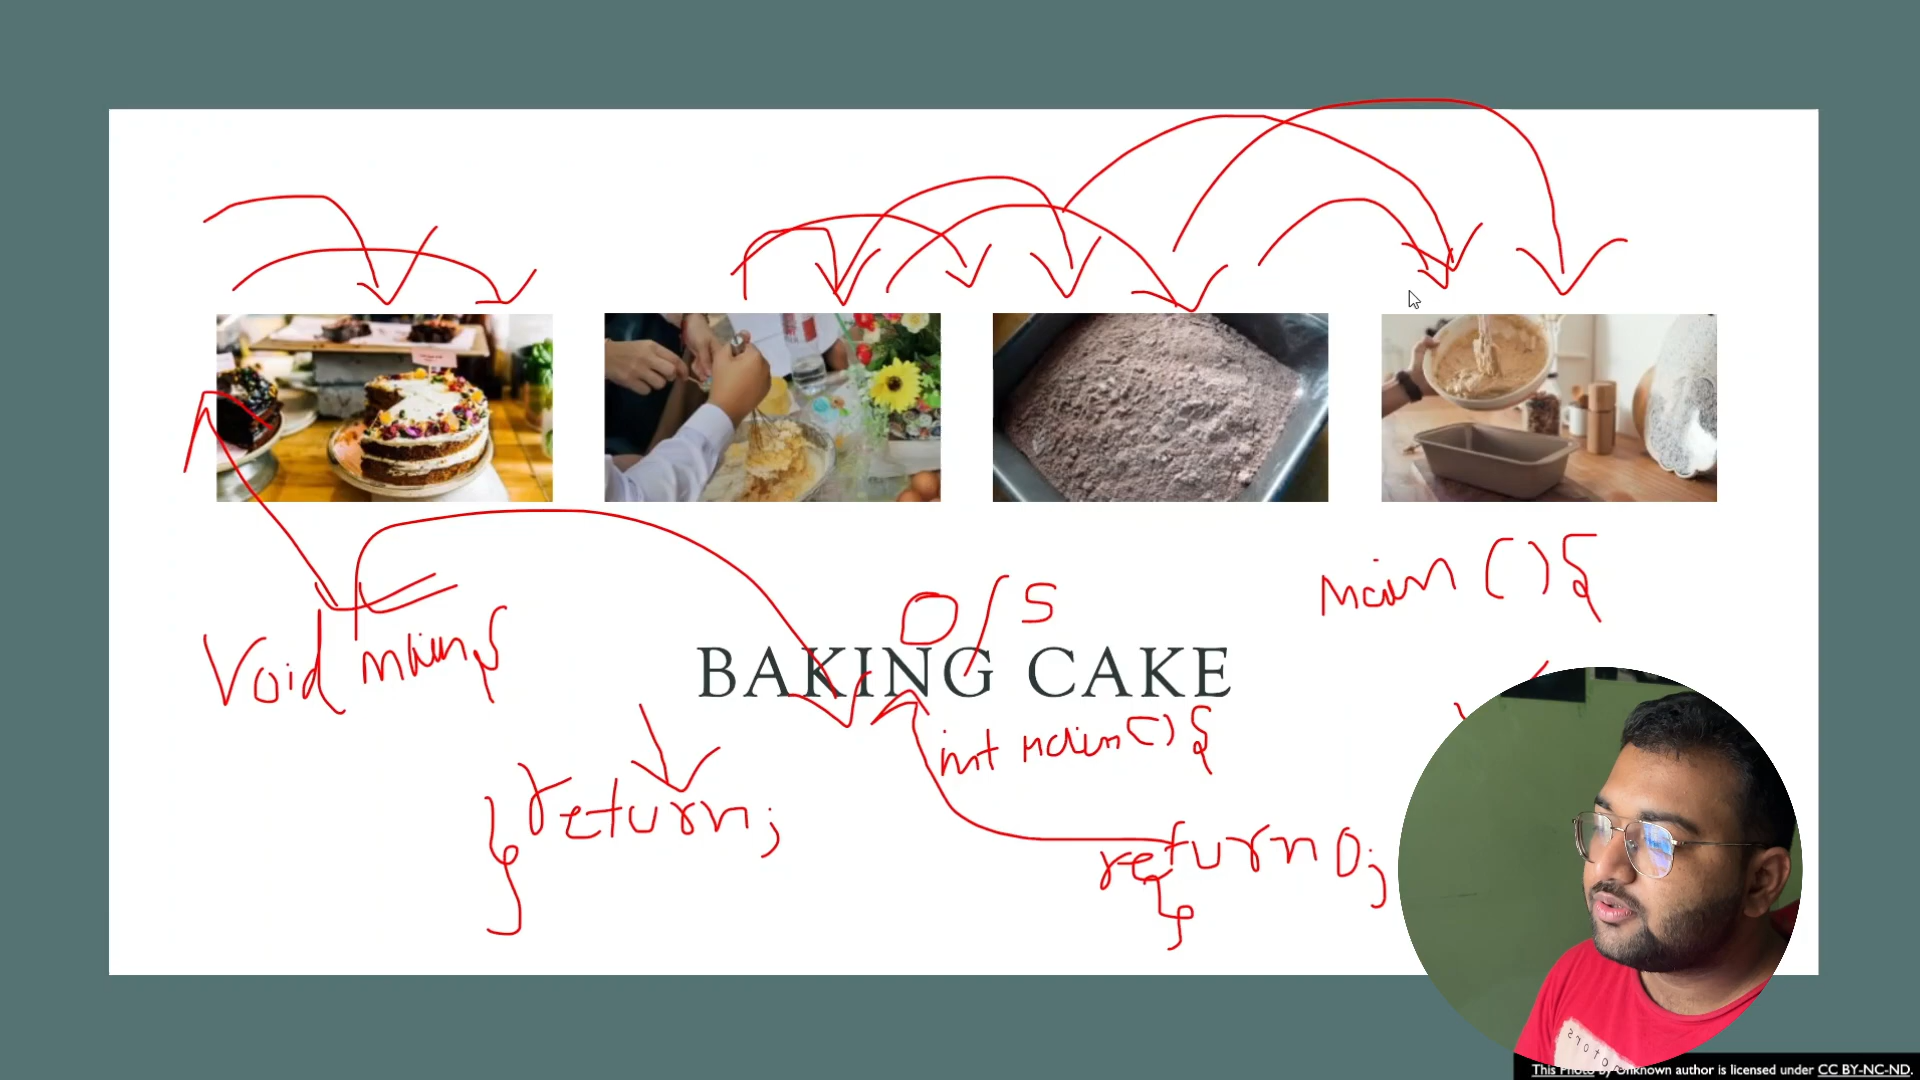 O/S
main () {
BAKING CAKE
Void main {
int main () {
return;
}
return 0;
}
This Photo by Unknown author is licensed under CC BY-NC-ND.